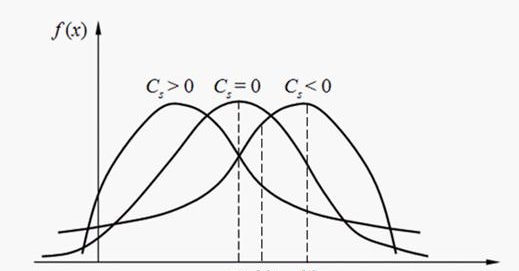 f(x)
Cₛ > 0 Cₛ = 0 Cₛ < 0